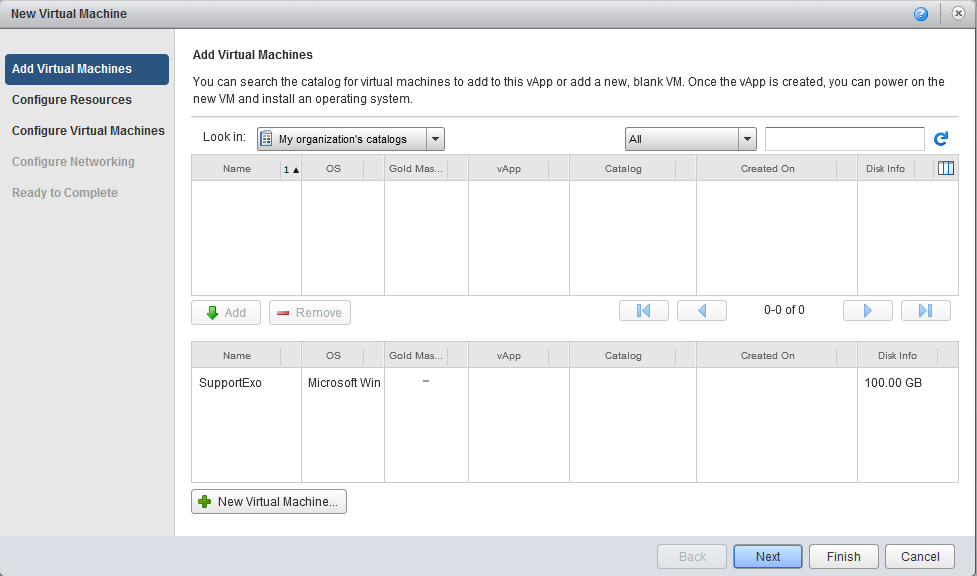 New Virtual Machine
?
Add Virtual Machines
Configure Resources
Configure Virtual Machines
Configure Networking
Ready to Complete
Add Virtual Machines
You can search the catalog for virtual machines to add to this vApp or add a new, blank VM. Once the vApp is created, you can power on the
new VM and install an operating system.
Look in: My organization's catalogs All
Name 1 ▲ OS Gold Mas... vApp Catalog Created On Disk Info
Add Remove 0-0 of 0
Name OS Gold Mas... vApp Catalog Created On Disk Info
SupportExo Microsoft Win – 100.00 GB
New Virtual Machine...
Back Next Finish Cancel